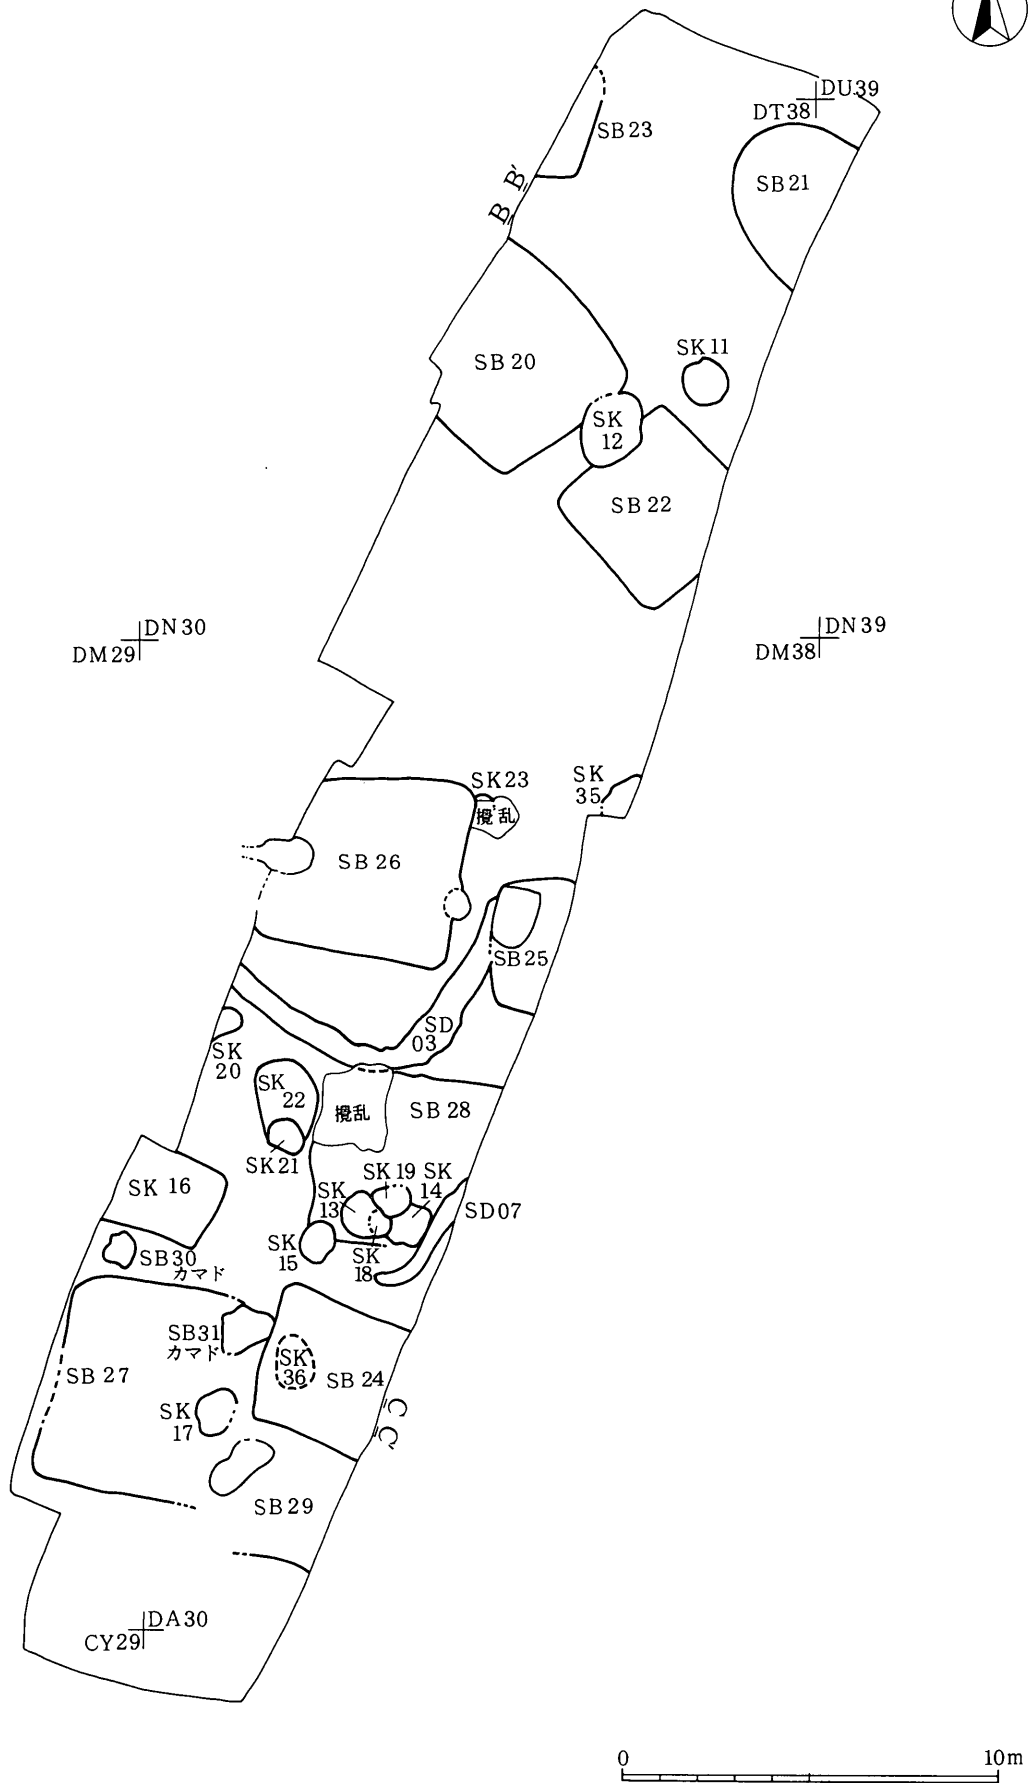 DU39
DT38
SB23
SB21
B B′
SB20
SK11
SK
12
SB22
DN30
DM29
DN39
DM38
SK23
攪乱
SK
35
SB26
SB25
SD
03
SK
20
SK
22
攪乱
SB28
SK21
SK19
SK
14
SK
13
SK16
SD07
SK
15
SK
18
SB30
カマド
SB31
カマド
SK
36
SB24
SB27
C C′
SK
17
SB29
DA30
CY29
0 10m